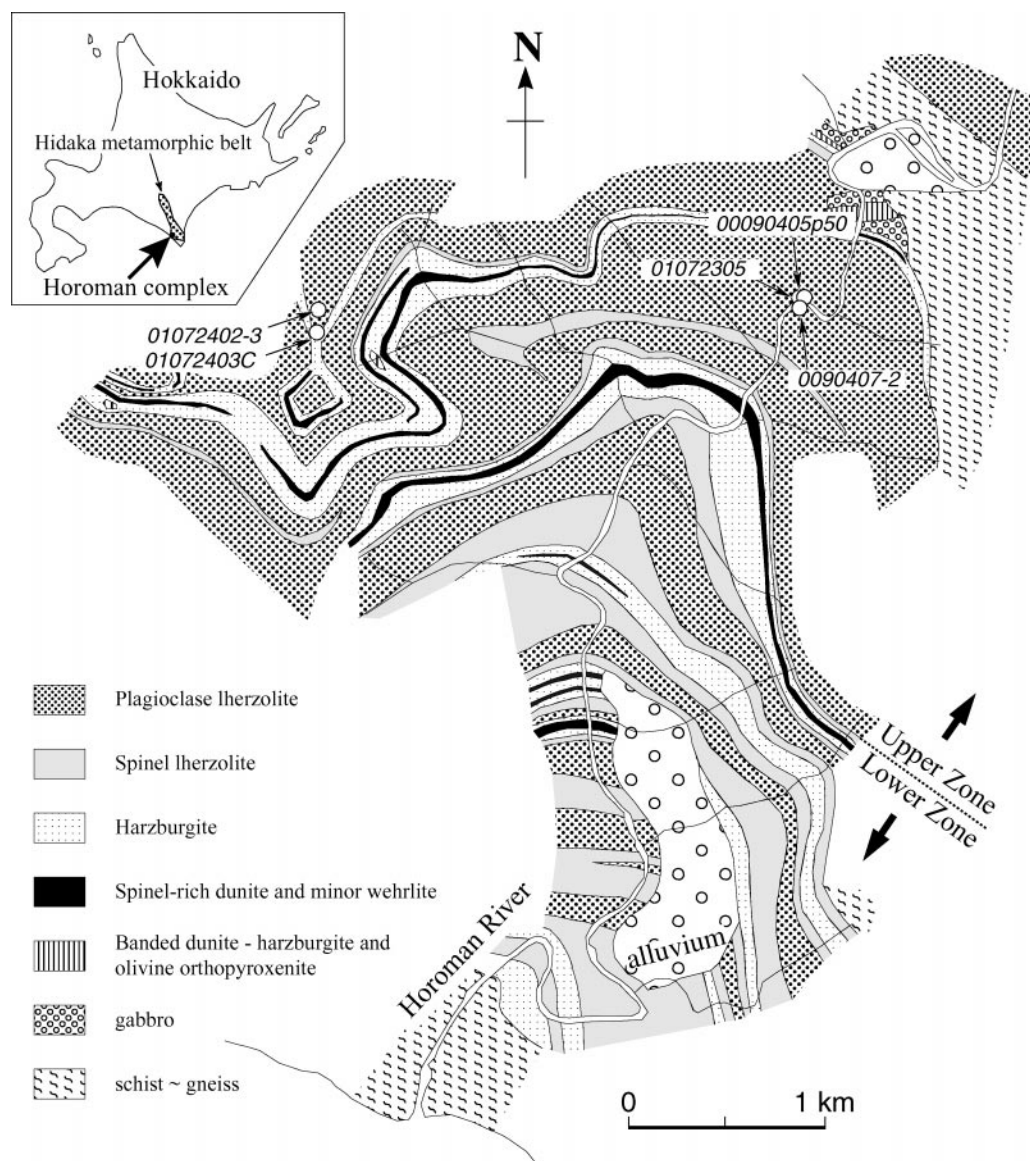 Hokkaido
Hidaka metamorphic belt
Horoman complex
N
00090405p50
01072305
01072402-3
01072403C
0090407-2
Plagioclase lherzolite
Spinel lherzolite
Harzburgite
Spinel-rich dunite and minor wehrlite
Banded dunite - harzburgite and
olivine orthopyroxenite
gabbro
schist ~ gneiss
Upper Zone
Lower Zone
Horoman River
alluvium
0 1 km